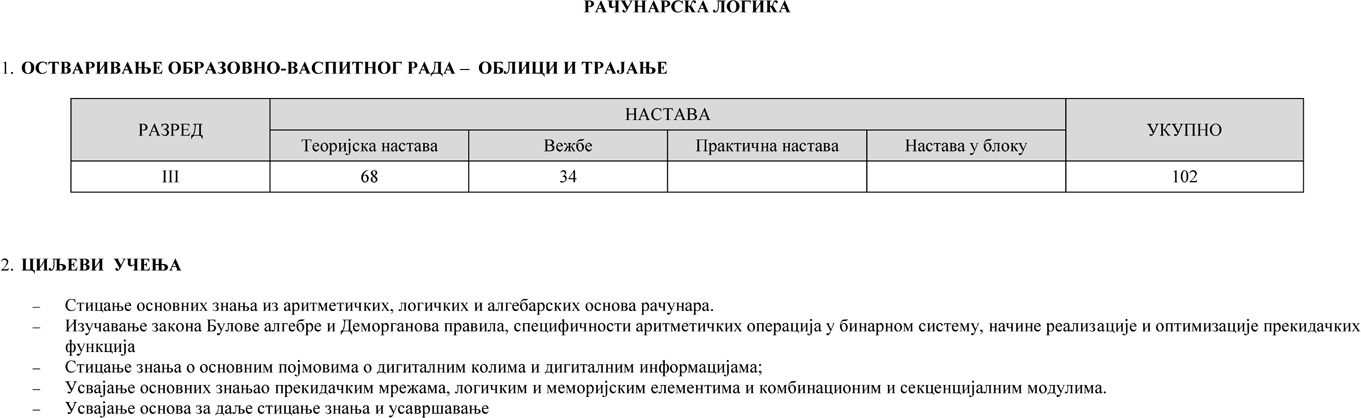 РАЧУНАРСКА ЛОГИКА
1. ОСТВАРИВАЊЕ ОБРАЗОВНО-ВАСПИТНОГ РАДА – ОБЛИЦИ И ТРАЈАЊЕ
РАЗРЕД НАСТАВА УКУПНО
Теоријска настава Вежбе Практична настава Настава у блоку
III 68 34 102
2. ЦИЉЕВИ УЧЕЊА
– Стицање основних знања из аритметичких, логичких и алгебарских основа рачунара.
– Изучавање закона Булове алгебре и Деморганова правила, специфичности аритметичких операција у бинарном систему, начине реализације и оптимизације прекидачких
функција
– Стицање знања о основним појмовима о дигиталним колима и дигиталним информацијама;
– Усвајање основних знањао прекидачким мрежама, логичким и меморијским елементима и комбинационим и секценцијалним модулима.
– Усвајање основа за даље стицање знања и усавршавање